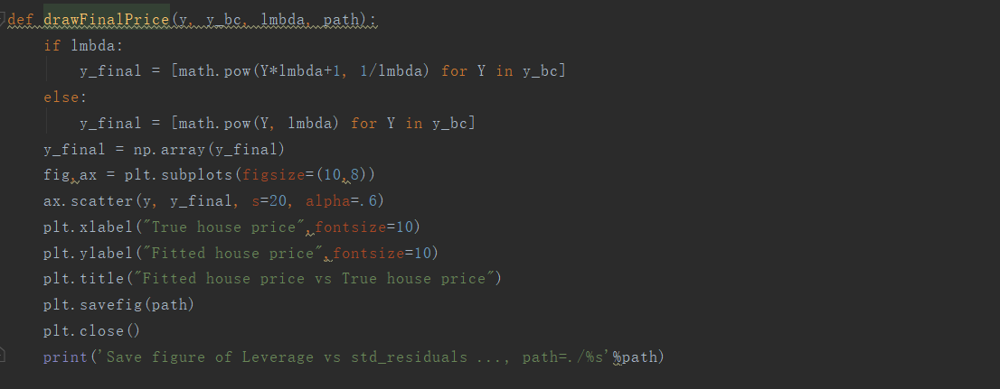 def drawFinalPrice(y, y_bc, lmbda, path):
    if lmbda:
        y_final = [math.pow(Y*lmbda+1, 1/lmbda) for Y in y_bc]
    else:
        y_final = [math.pow(Y, lmbda) for Y in y_bc]
    y_final = np.array(y_final)
    fig,ax = plt.subplots(figsize=(10,8))
    ax.scatter(y, y_final, s=20, alpha=.6)
    plt.xlabel("True house price",fontsize=10)
    plt.ylabel("Fitted house price",fontsize=10)
    plt.title("Fitted house price vs True house price")
    plt.savefig(path)
    plt.close()
    print('Save figure of Leverage vs std_residuals ..., path=./%s'%path)